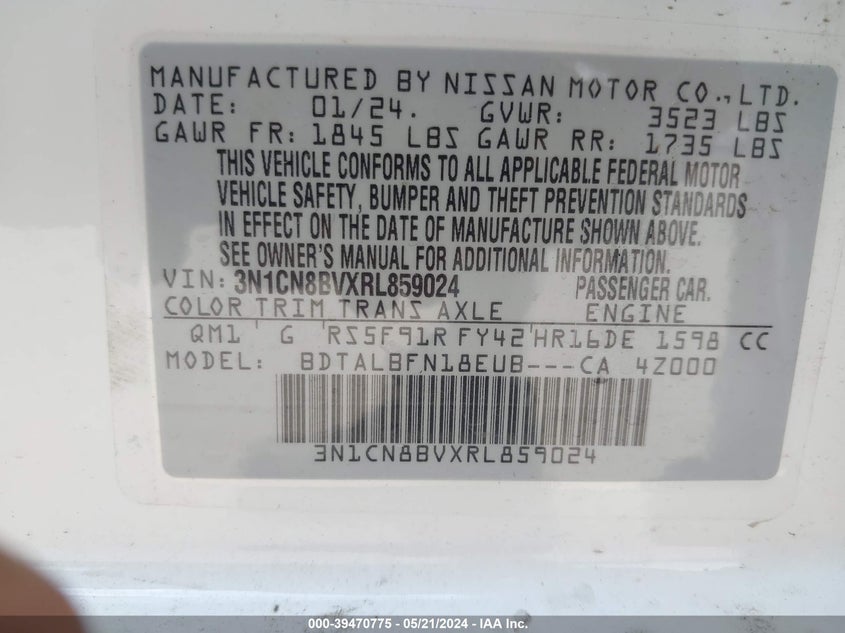 MANUFACTURED BY NISSAN MOTOR CO.,LTD.
DATE: 01/24. GVWR: 3523 LBS
GAWR FR: 1845 LBS GAWR RR: 1735 LBS
THIS VEHICLE CONFORMS TO ALL APPLICABLE FEDERAL MOTOR
VEHICLE SAFETY, BUMPER AND THEFT PREVENTION STANDARDS
IN EFFECT ON THE DATE OF MANUFACTURE SHOWN ABOVE.
SEE OWNER'S MANUAL FOR ADDITIONAL INFORMATION.
VIN: 3N1CN8BVXRL859024 PASSENGER CAR.
COLOR TRIM TRANS AXLE ENGINE
QM1 ' G 'RS5F91R FY42'HR16DE 1598 CC
MODEL: BDTALBFN18EUB---CA 4Z000
3N1CN8BVXRL859024
000-39470775 — 05/21/2024 — IAA Inc.